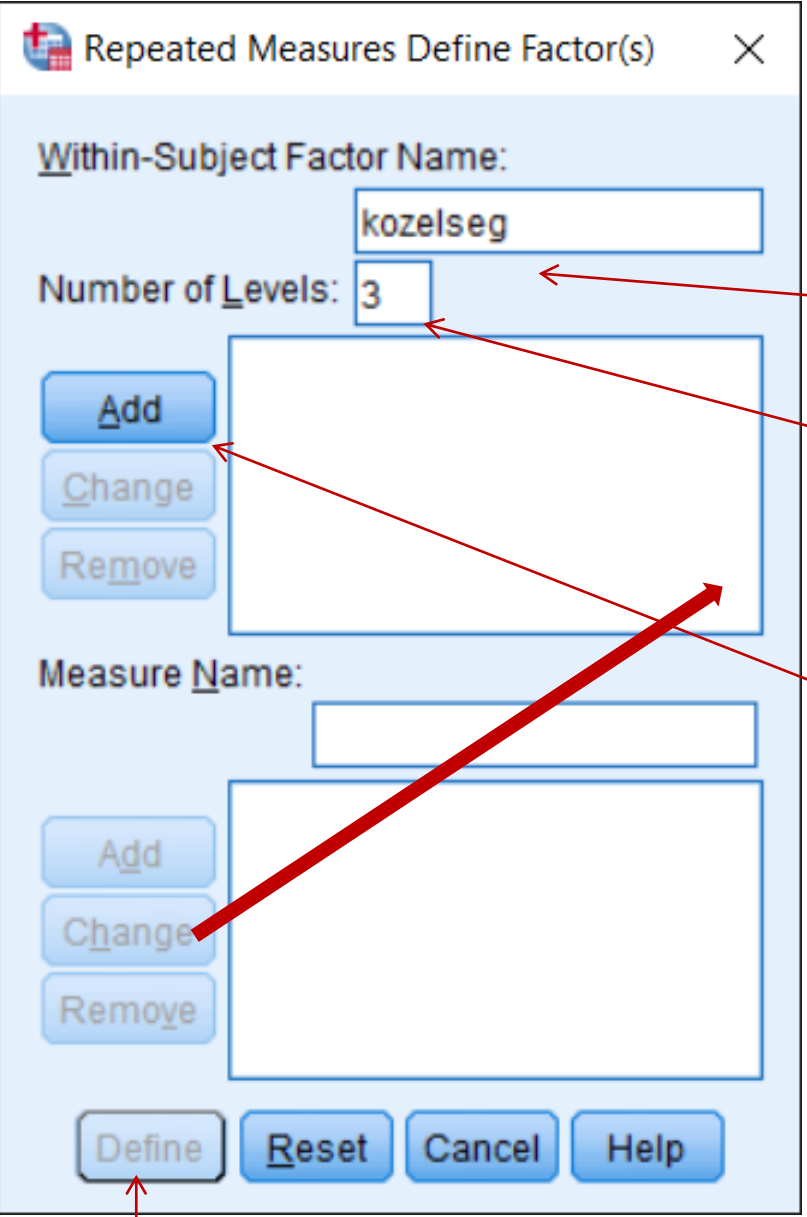 Repeated Measures Define Factor(s)
Within-Subject Factor Name:
kozelseg
Number of Levels: 3
Add
Change
Remove
Measure Name:
Add
Change
Remove
Define Reset Cancel Help